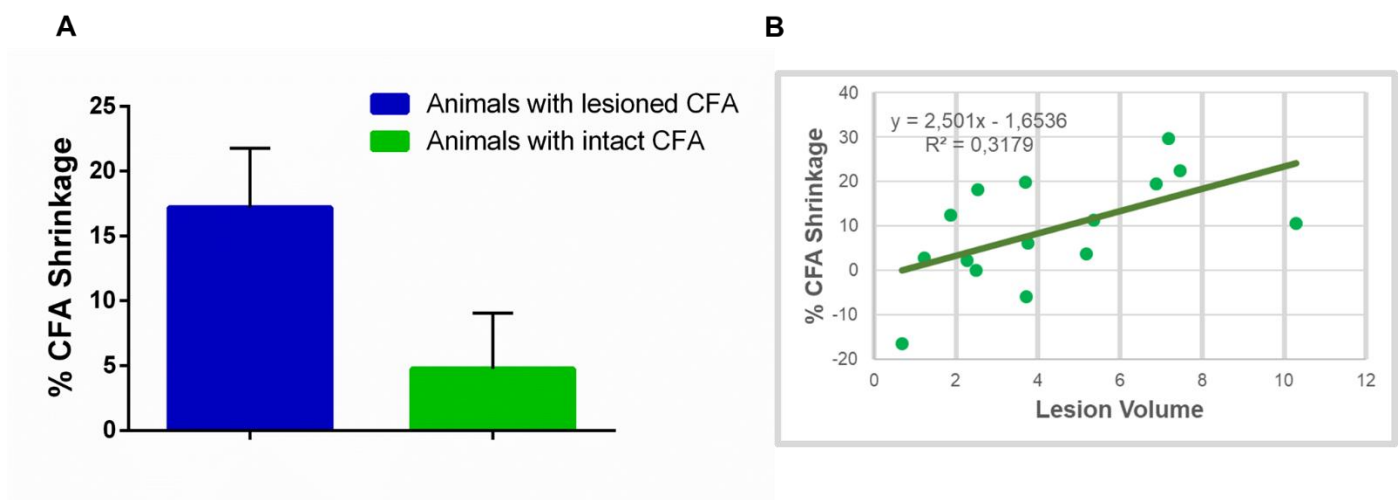 A
% CFA Shrinkage
25
20
15
10
5
0
Animals with lesioned CFA
Animals with intact CFA
B
% CFA Shrinkage
40
30
20
10
0
-10
-20
y = 2,501x - 1,6536
R² = 0,3179
0 2 4 6 8 10 12
Lesion Volume